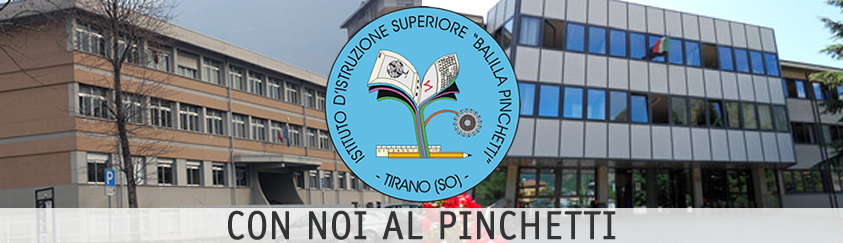 ISTITUTO D'ISTRUZIONE SUPERIORE "BALILLA PINCHETTI"
- TIRANO (SO) -
P
CON NOI AL PINCHETTI